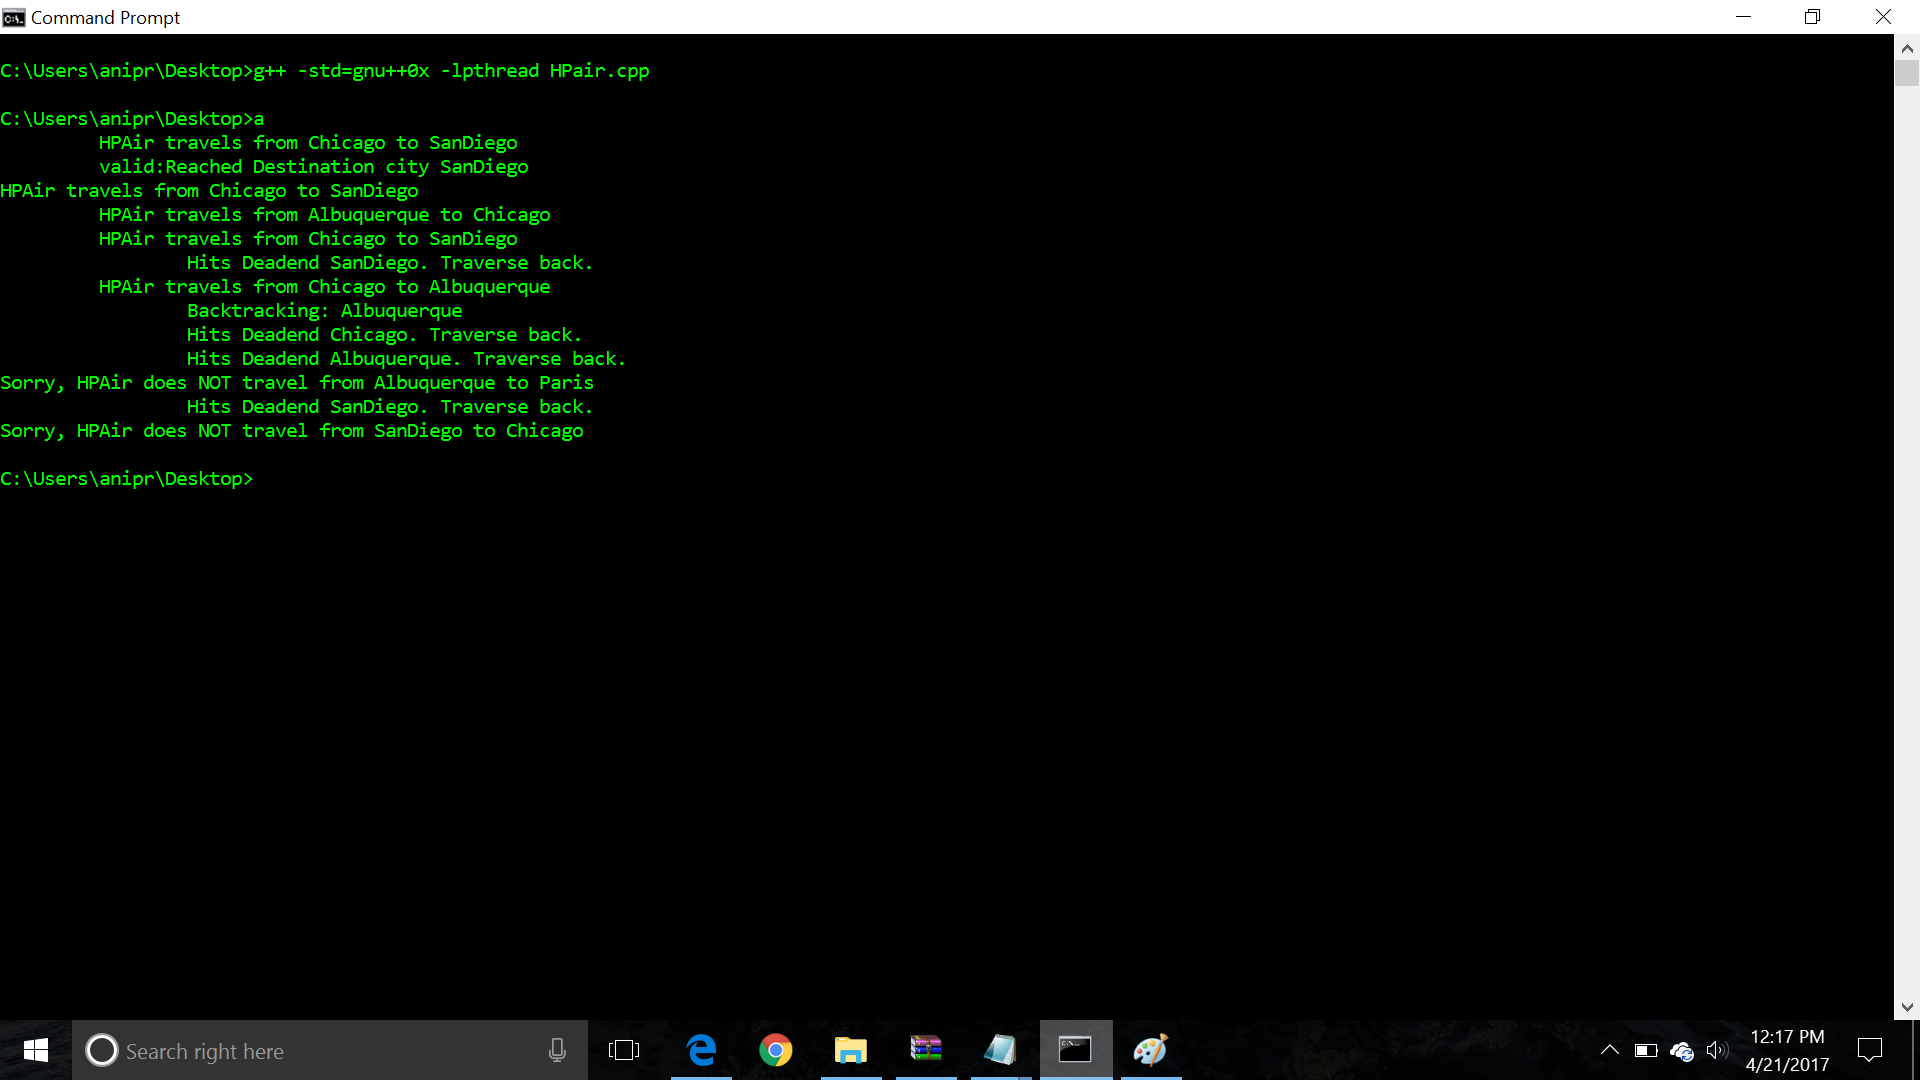 Command Prompt
C:\Users\anipr\Desktop>g++ -std=gnu++0x -lpthread HPair.cpp
C:\Users\anipr\Desktop>a
HPAir travels from Chicago to SanDiego
valid:Reached Destination city SanDiego
HPAir travels from Chicago to SanDiego
HPAir travels from Albuquerque to Chicago
HPAir travels from Chicago to SanDiego
Hits Deadend SanDiego. Traverse back.
HPAir travels from Chicago to Albuquerque
Backtracking: Albuquerque
Hits Deadend Chicago. Traverse back.
Hits Deadend Albuquerque. Traverse back.
Sorry, HPAir does NOT travel from Albuquerque to Paris
Hits Deadend SanDiego. Traverse back.
Sorry, HPAir does NOT travel from SanDiego to Chicago
C:\Users\anipr\Desktop>
Search right here
12:17 PM
4/21/2017